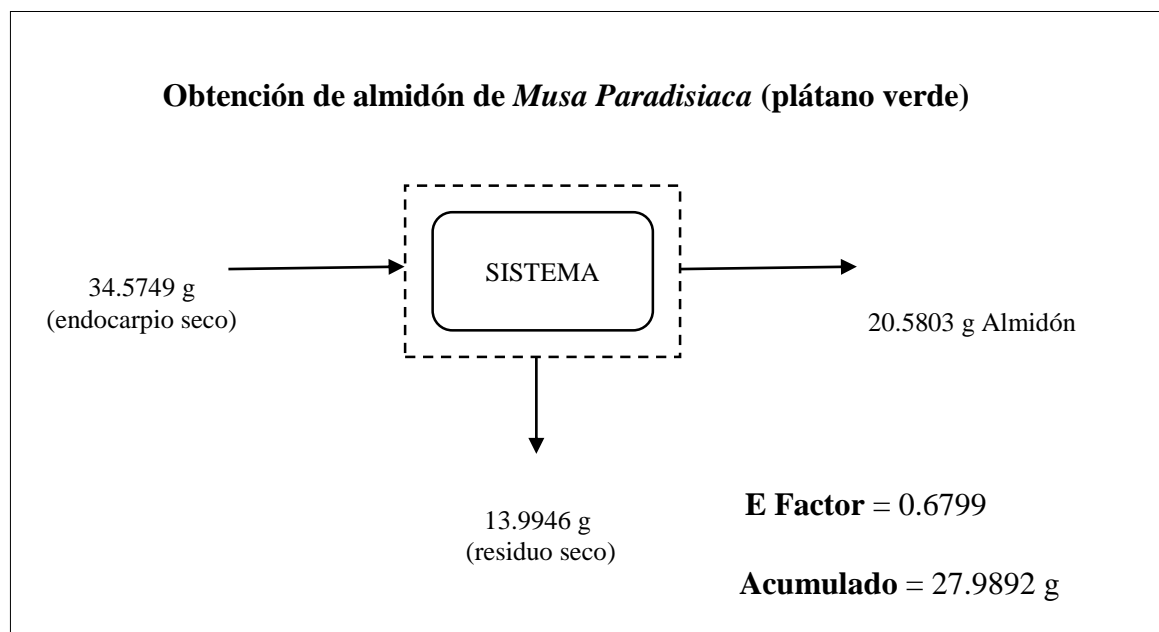 Obtención de almidón de Musa Paradisiaca (plátano verde)
34.5749 g
(endocarpio seco)
SISTEMA
20.5803 g Almidón
13.9946 g
(residuo seco)
E Factor = 0.6799
Acumulado = 27.9892 g